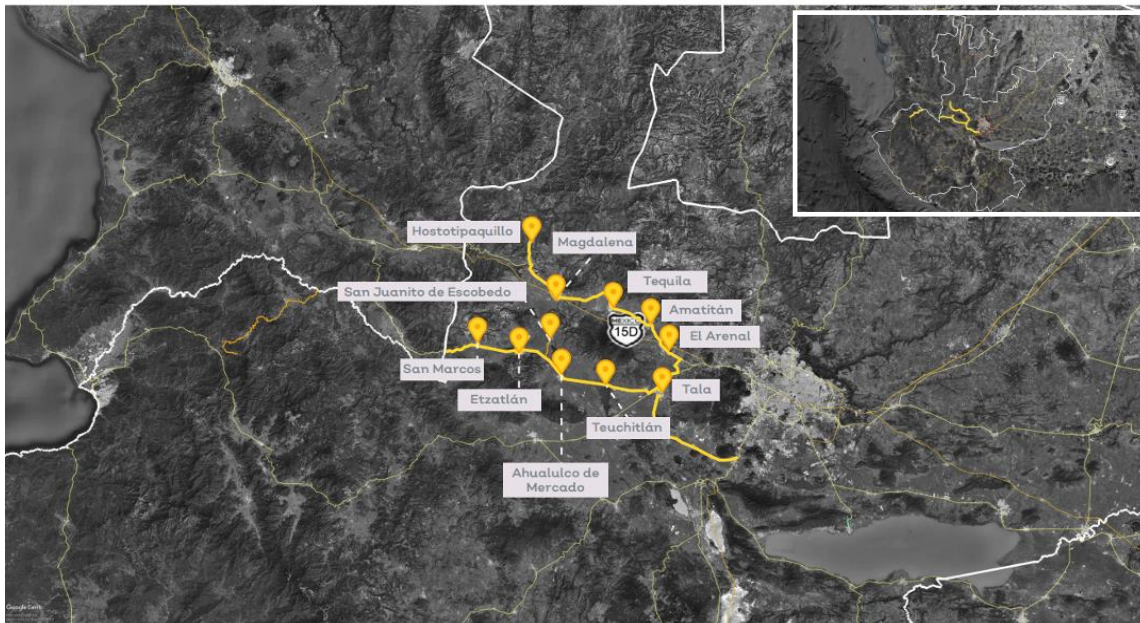 Hostotipaquillo
Magdalena
Tequila
San Juanito de Escobedo
Amatitán
MEXICO
15D
El Arenal
San Marcos
Tala
Etzatlán
Teuchitlán
Ahualulco de
Mercado
Google Earth